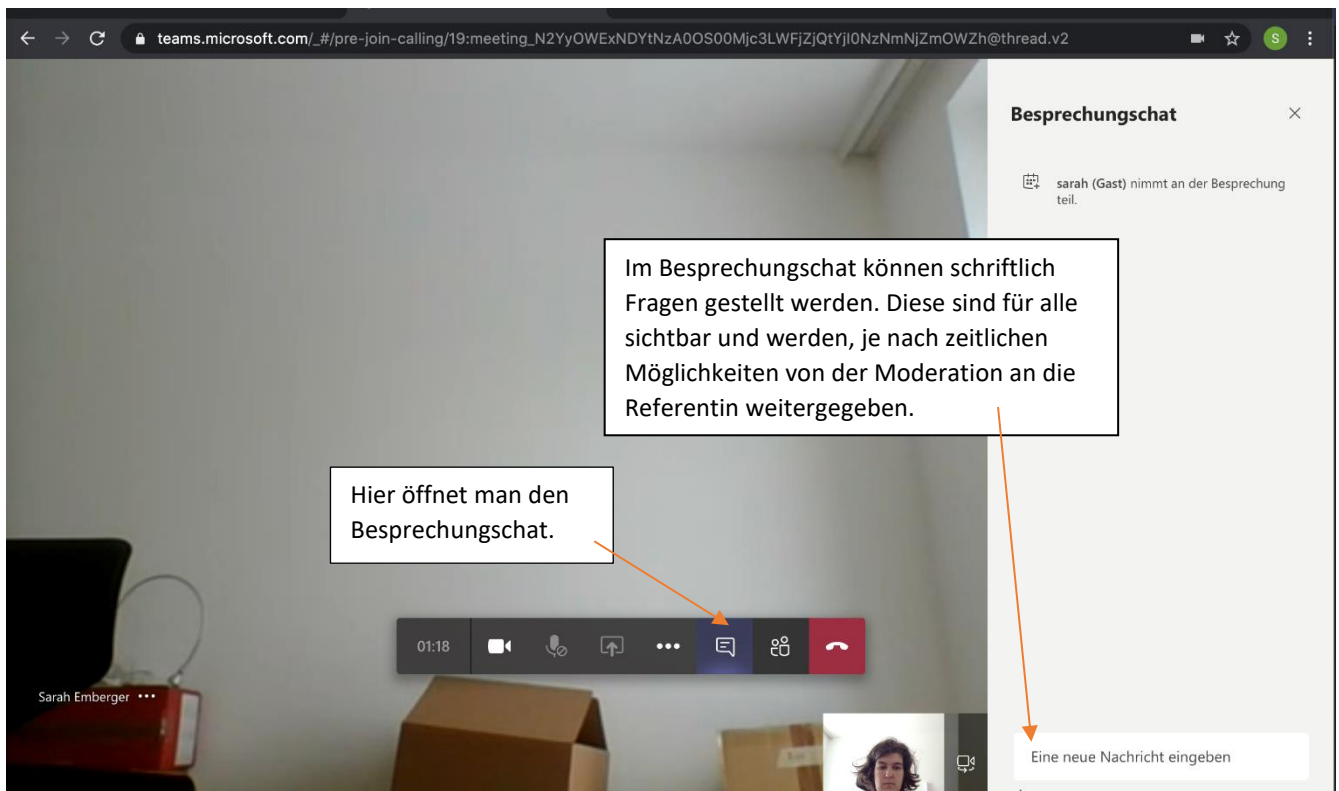 teams.microsoft.com/_#/pre-join-calling/19:meeting_N2YyOWExNDYtNzA0OS00Mjc3LWFjZjQtYjI0NzNmNjZmOWZh@thread.v2
S
Besprechungschat
sarah (Gast) nimmt an der Besprechung
teil.
Im Besprechungschat können schriftlich
Fragen gestellt werden. Diese sind für alle
sichtbar und werden, je nach zeitlichen
Möglichkeiten von der Moderation an die
Referentin weitergegeben.
Hier öffnet man den
Besprechungschat.
01:18
Sarah Emberger
Eine neue Nachricht eingeben